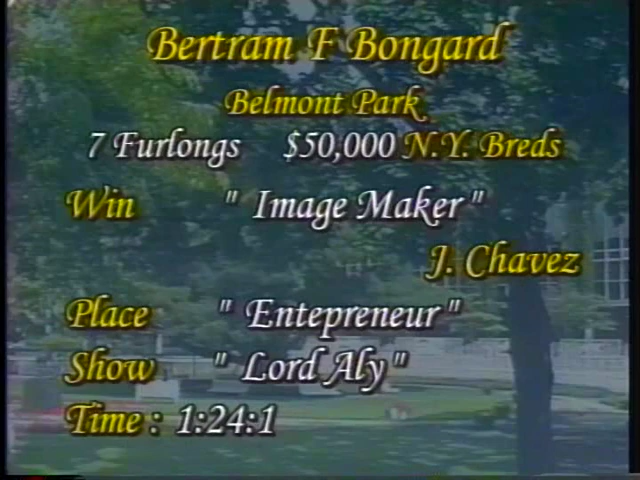 Bertram F Bongard
Belmont Park
7 Furlongs $50,000 N.Y. Breds
Win " Image Maker "
J. Chavez
Place " Entepreneur "
Show " Lord Aly "
Time : 1:24:1